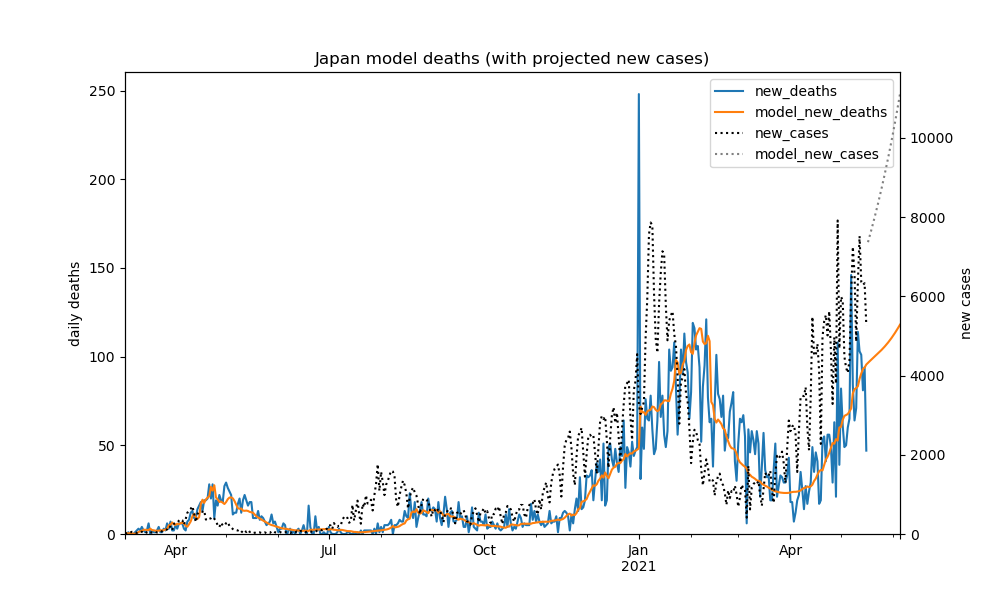 Japan model deaths (with projected new cases)
new_deaths
model_new_deaths
new_cases
model_new_cases
daily deaths
250
200
150
100
50
0
new cases
10000
8000
6000
4000
2000
0
Apr
Jul
Oct
Jan
2021
Apr